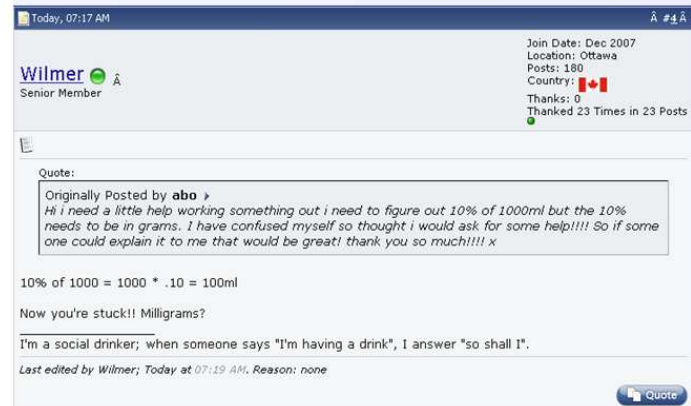 Today, 07:17 AM Â #4 Â
Wilmer Â
Senior Member
Join Date: Dec 2007
Location: Ottawa
Posts: 180
Country:
Thanks: 0
Thanked 23 Times in 23 Posts
Quote:
Originally Posted by abo
Hi i need a little help working something out i need to figure out 10% of 1000ml but the 10%
needs to be in grams. I have confused myself so thought i would ask for some help!!!! So if some
one could explain it to me that would be great! thank you so much!!!! x
10% of 1000 = 1000 * .10 = 100ml
Now you're stuck!! Milligrams?
I'm a social drinker; when someone says "I'm having a drink", I answer "so shall I".
Last edited by Wilmer; Today at 07:19 AM. Reason: none
Quote